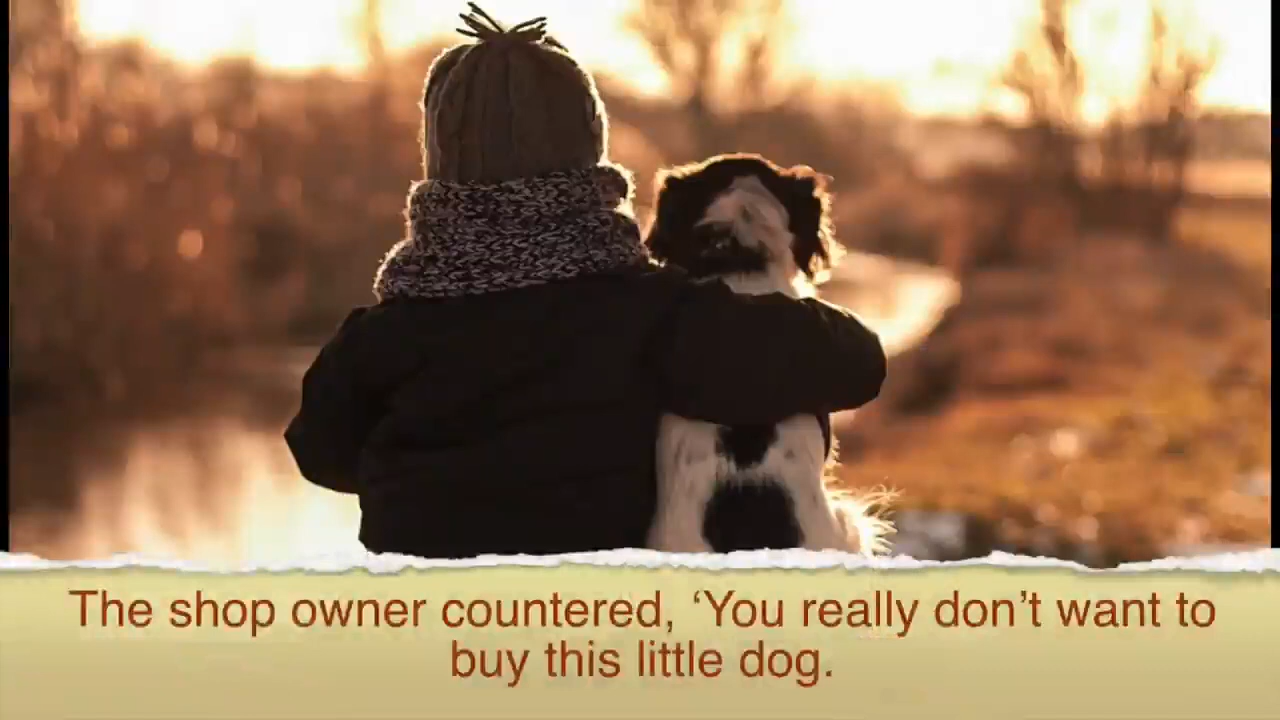 The shop owner countered, ‘You really don’t want to
buy this little dog.